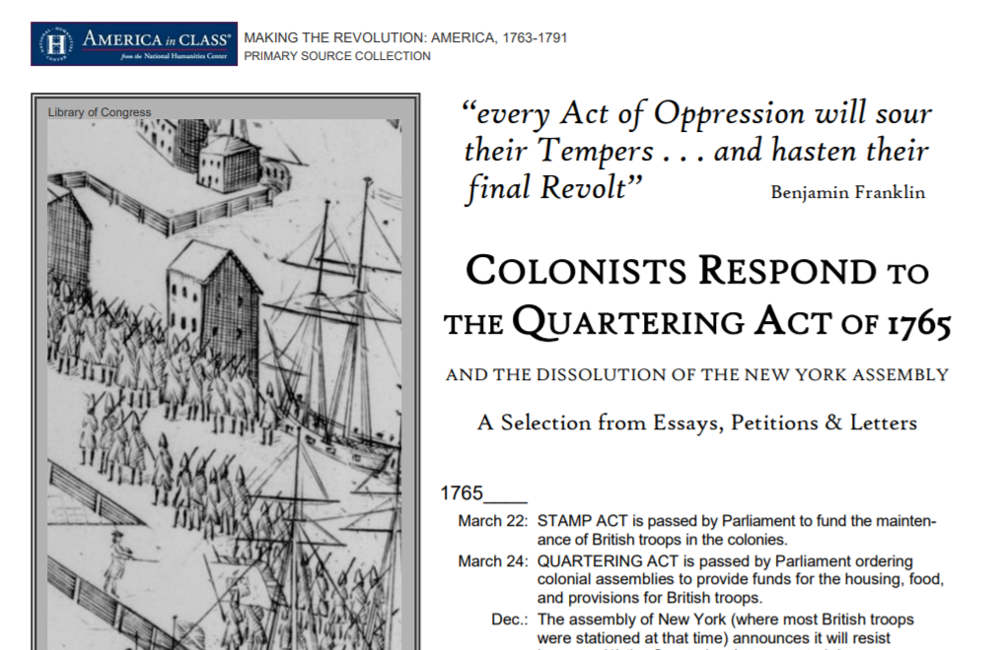 AMERICA in CLASS®
from the National Humanities Center
MAKING THE REVOLUTION: AMERICA, 1763-1791
PRIMARY SOURCE COLLECTION
Library of Congress
“every Act of Oppression will sour
their Tempers . . . and hasten their
final Revolt”
Benjamin Franklin
COLONISTS RESPOND TO
THE QUARTERING ACT OF 1765
AND THE DISSOLUTION OF THE NEW YORK ASSEMBLY
A Selection from Essays, Petitions & Letters
1765____
March 22: STAMP ACT is passed by Parliament to fund the mainten-
ance of British troops in the colonies.
March 24: QUARTERING ACT is passed by Parliament ordering
colonial assemblies to provide funds for the housing, food,
and provisions for British troops.
Dec.: The assembly of New York (where most British troops
were stationed at that time) announces it will resist